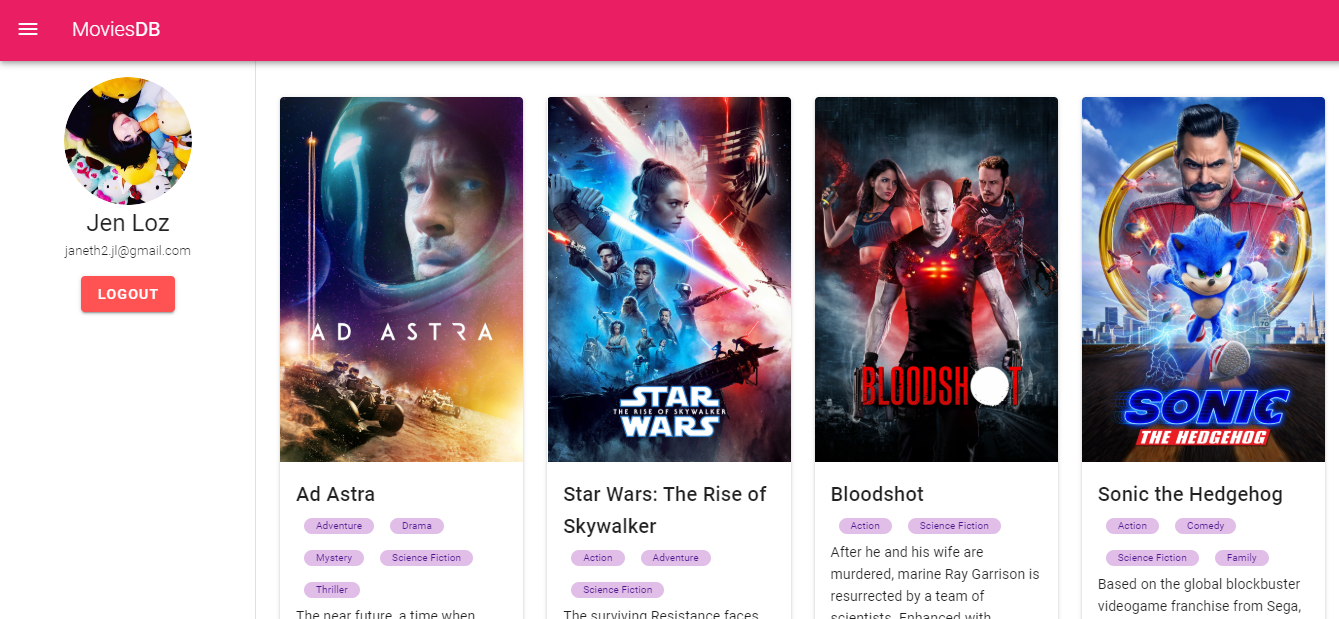 MoviesDB
Jen Loz
janeth2.jl@gmail.com
LOGOUT
AD ASTRA
Ad Astra
Adventure Drama
Mystery Science Fiction
Thriller
The near future, a time when
STAR
THE RISE OF SKYWALKER
WARS
Star Wars: The Rise of
Skywalker
Action Adventure
Science Fiction
The surviving Resistance faces
BLOODSHOT
Bloodshot
Action Science Fiction
After he and his wife are
murdered, marine Ray Garrison is
resurrected by a team of
scientists. Enhanced with
SONIC
THE HEDGEHOG
Sonic the Hedgehog
Action Comedy
Science Fiction Family
Based on the global blockbuster
videogame franchise from Sega,